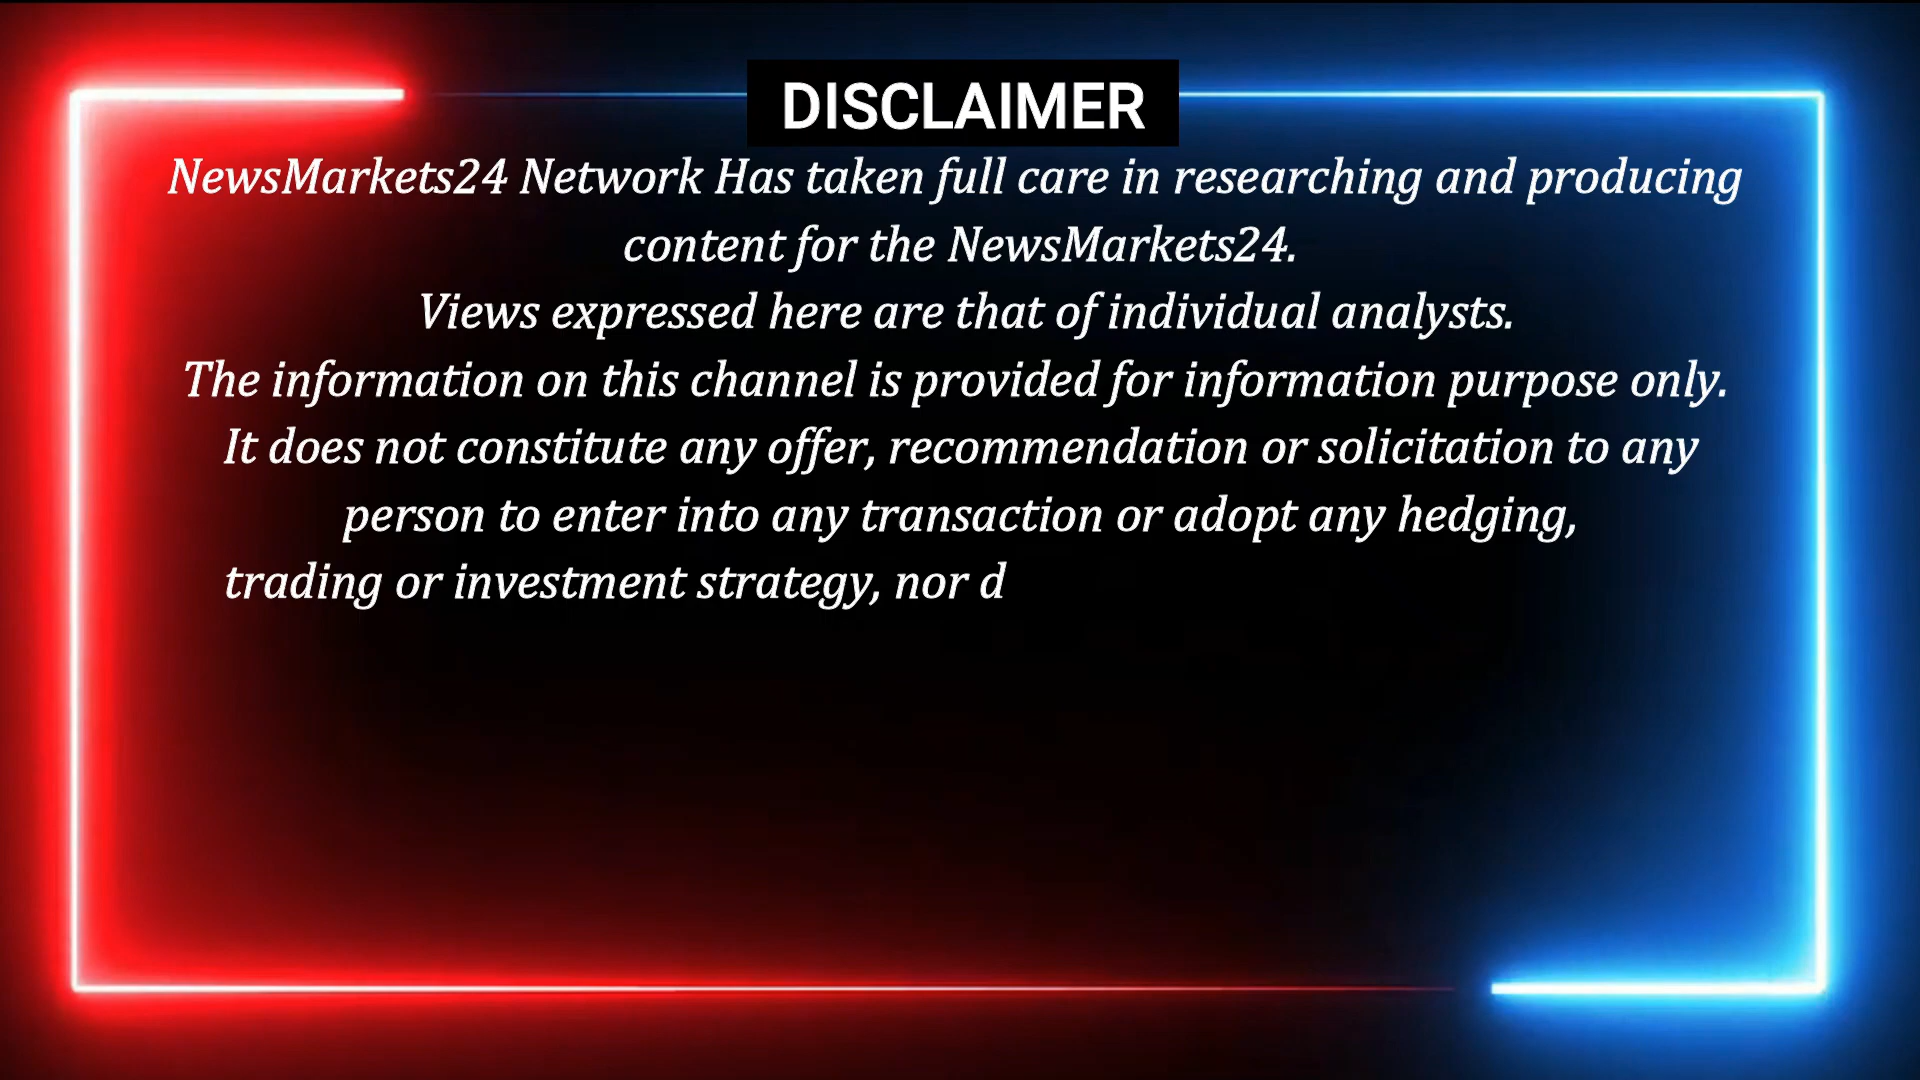 DISCLAIMER
NewsMarkets24 Network Has taken full care in researching and producing
content for the NewsMarkets24.
Views expressed here are that of individual analysts.
The information on this channel is provided for information purpose only.
It does not constitute any offer, recommendation or solicitation to any
person to enter into any transaction or adopt any hedging,
trading or investment strategy, nor d